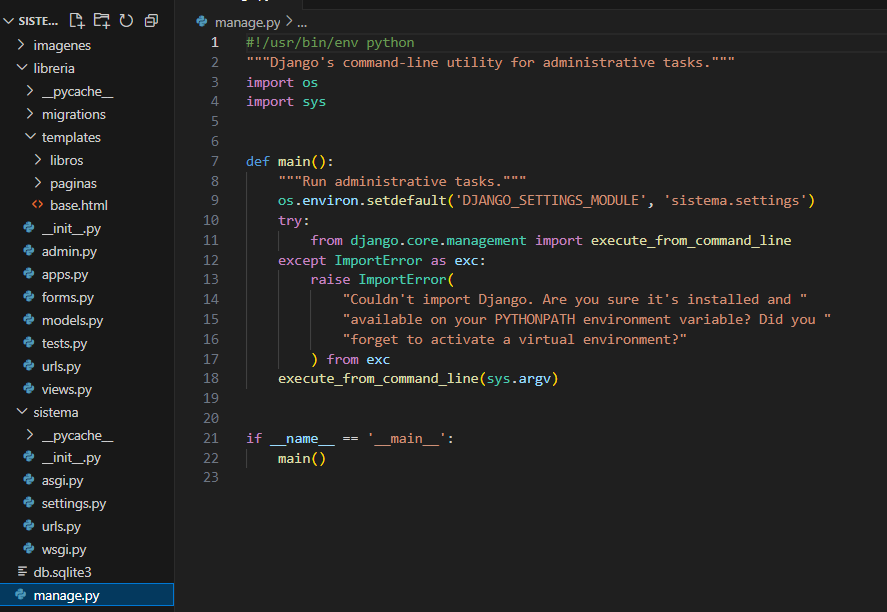 SISTE...
imagenes
libreria
__pycache__
migrations
templates
libros
paginas
<> base.html
__init__.py
admin.py
apps.py
forms.py
models.py
tests.py
urls.py
views.py
sistema
__pycache__
__init__.py
asgi.py
settings.py
urls.py
wsgi.py
db.sqlite3
manage.py
manage.py > ...
1 #!/usr/bin/env python
2 """Django's command-line utility for administrative tasks."""
3 import os
4 import sys
5
6
7 def main():
8     """Run administrative tasks."""
9     os.environ.setdefault('DJANGO_SETTINGS_MODULE', 'sistema.settings')
10     try:
11         from django.core.management import execute_from_command_line
12     except ImportError as exc:
13         raise ImportError(
14             "Couldn't import Django. Are you sure it's installed and "
15             "available on your PYTHONPATH environment variable? Did you "
16             "forget to activate a virtual environment?"
17         ) from exc
18     execute_from_command_line(sys.argv)
19
20
21 if __name__ == '__main__':
22     main()
23